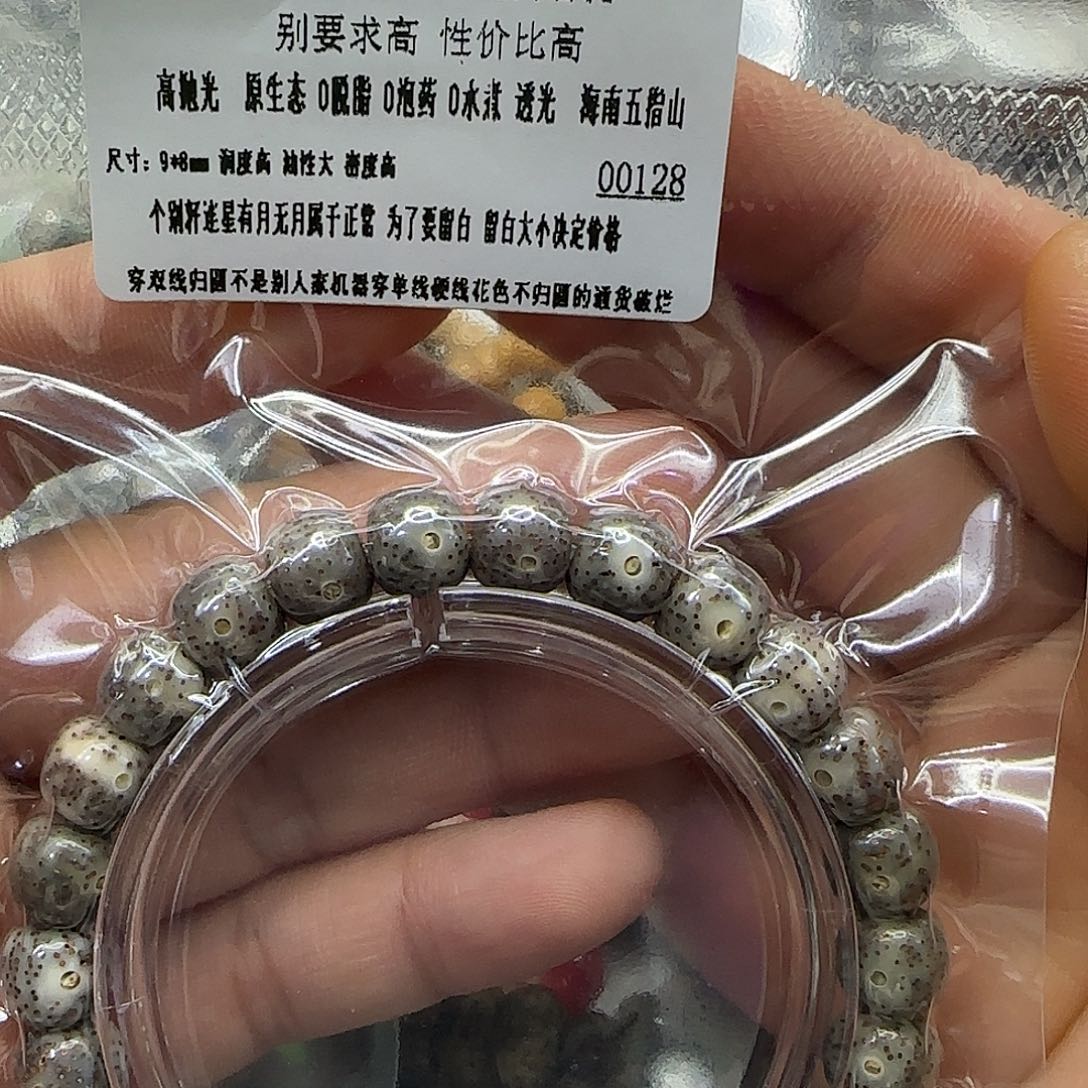 别要求高 性价比高
高抛光 原生态 0脱脂 0泡药 0水煮 透光 海南五指山
尺寸：9*8mm 润度高 油性大 密度高
00128
个别籽连星有月无月属于正常 为了要留白 留白大小决定价格
穿双线归圆不是别人家机器穿单线硬线花色不归圆的通货破烂